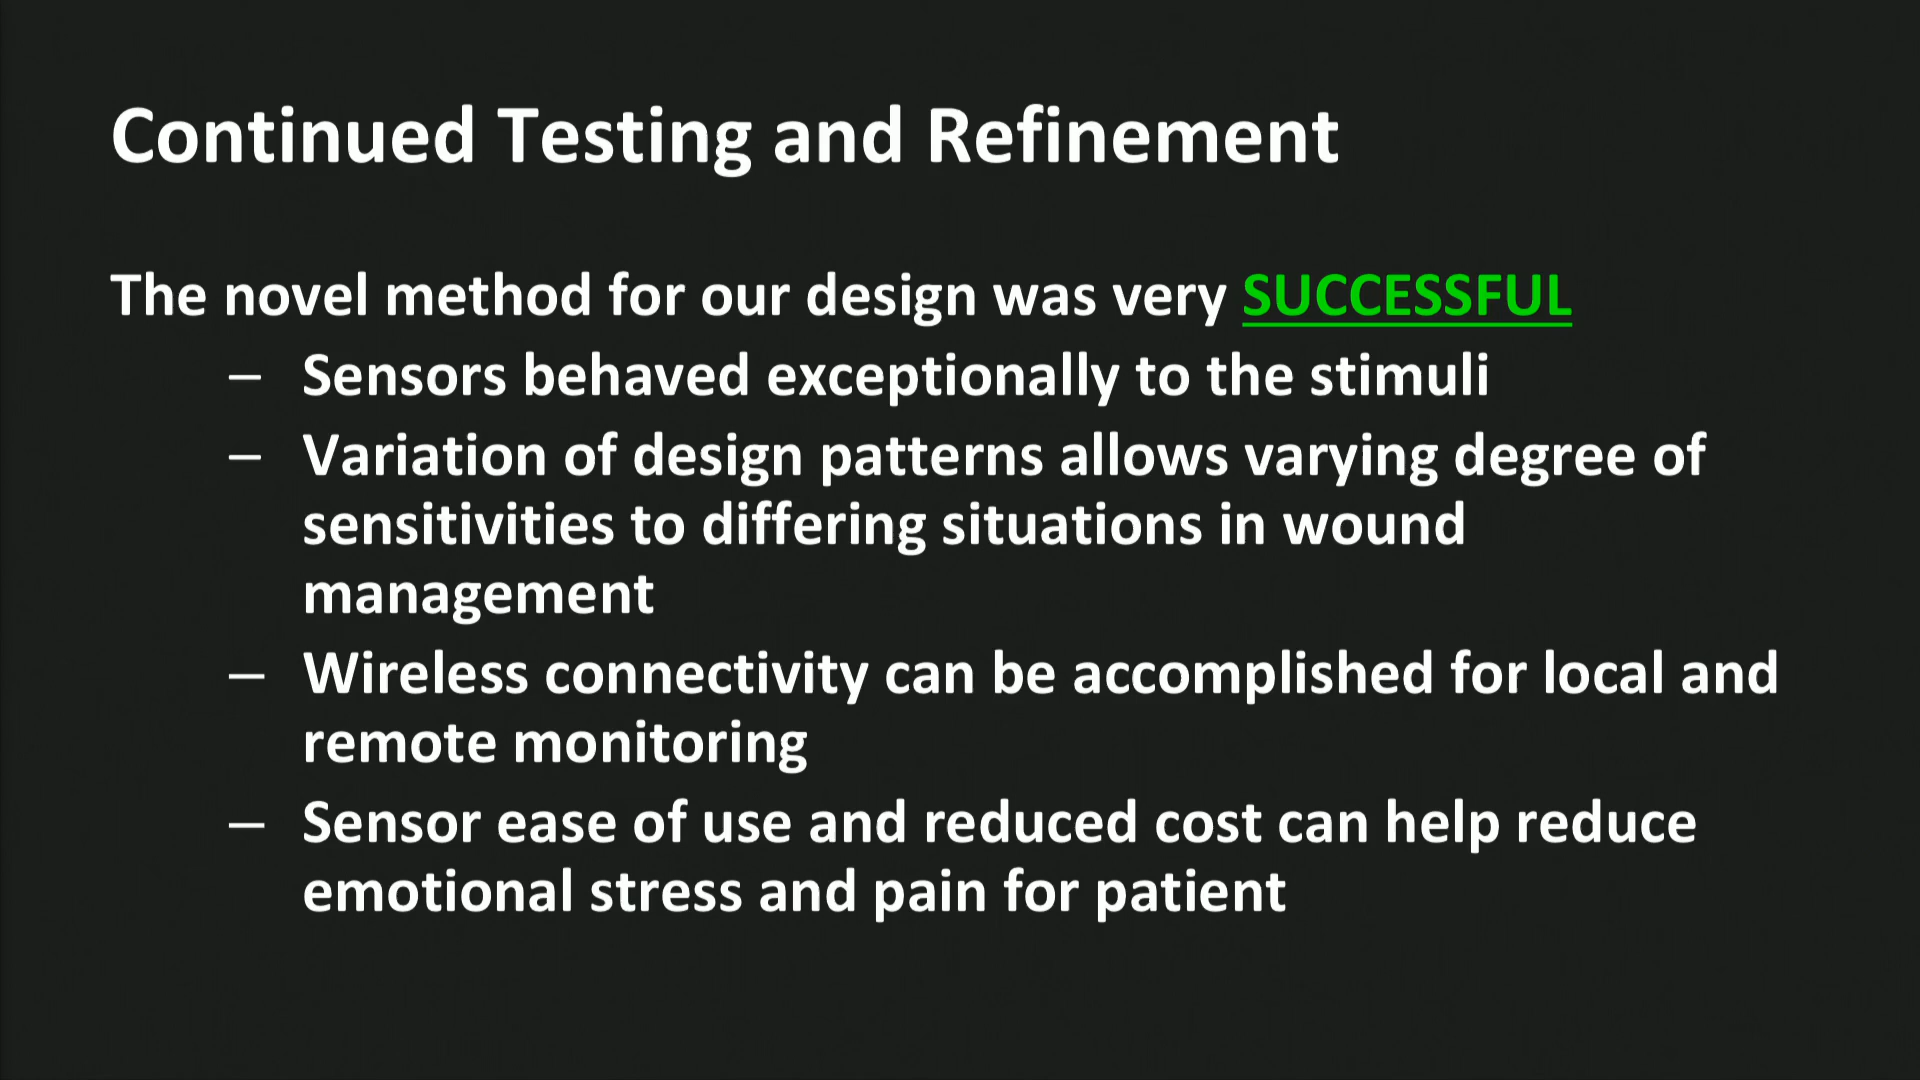 Continued Testing and Refinement
The novel method for our design was very SUCCESSFUL
– Sensors behaved exceptionally to the stimuli
– Variation of design patterns allows varying degree of
sensitivities to differing situations in wound
management
– Wireless connectivity can be accomplished for local and
remote monitoring
– Sensor ease of use and reduced cost can help reduce
emotional stress and pain for patient